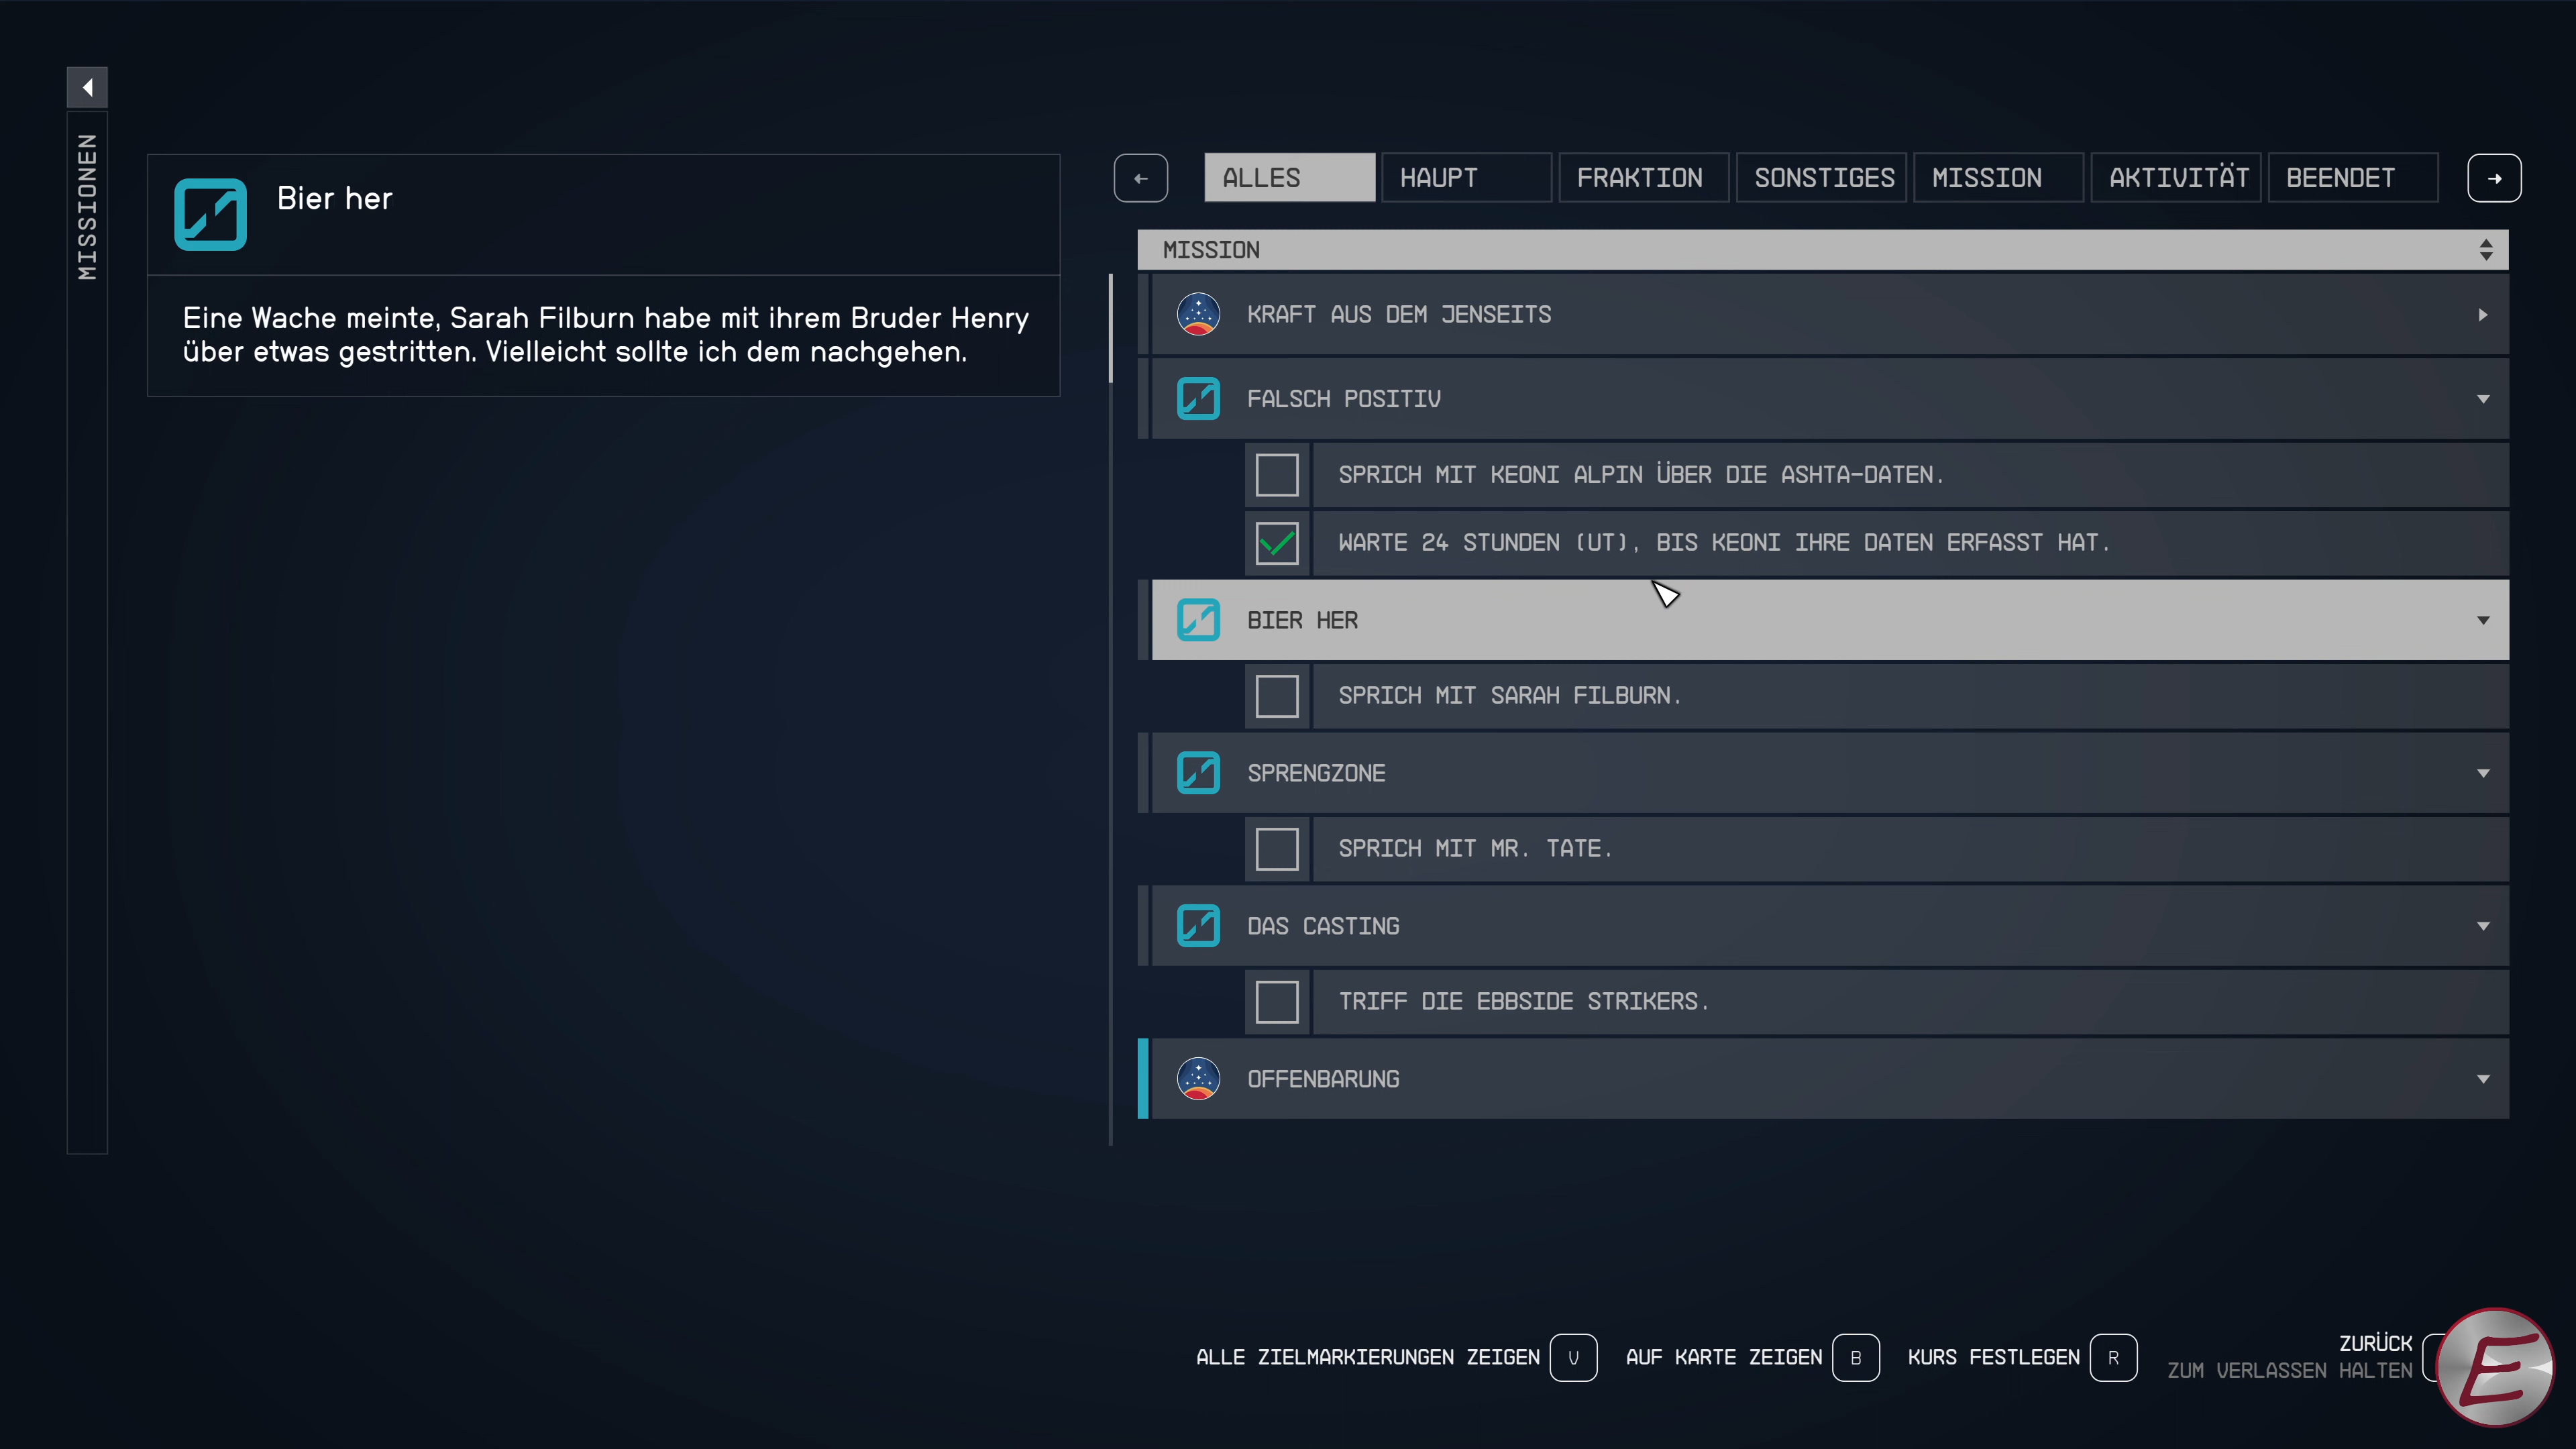 MISSIONEN
Bier her
Eine Wache meinte, Sarah Filburn habe mit ihrem Bruder Henry
über etwas gestritten. Vielleicht sollte ich dem nachgehen.
ALLES
HAUPT
FRAKTION
SONSTIGES
MISSION
AKTIVITÄT
BEENDET
MISSION
KRAFT AUS DEM JENSEITS
FALSCH POSITIV
SPRICH MIT KEONI ALPIN ÜBER DIE ASHTA-DATEN.
WARTE 24 STUNDEN (UT), BIS KEONI IHRE DATEN ERFASST HAT.
BIER HER
SPRICH MIT SARAH FILBURN.
SPRENGZONE
SPRICH MIT MR. TATE.
DAS CASTING
TRIFF DIE EBBSIDE STRIKERS.
OFFENBARUNG
ALLE ZIELMARKIERUNGEN ZEIGEN V
AUF KARTE ZEIGEN B
KURS FESTLEGEN R
ZURÜCK
ZUM VERLASSEN HALTEN
E